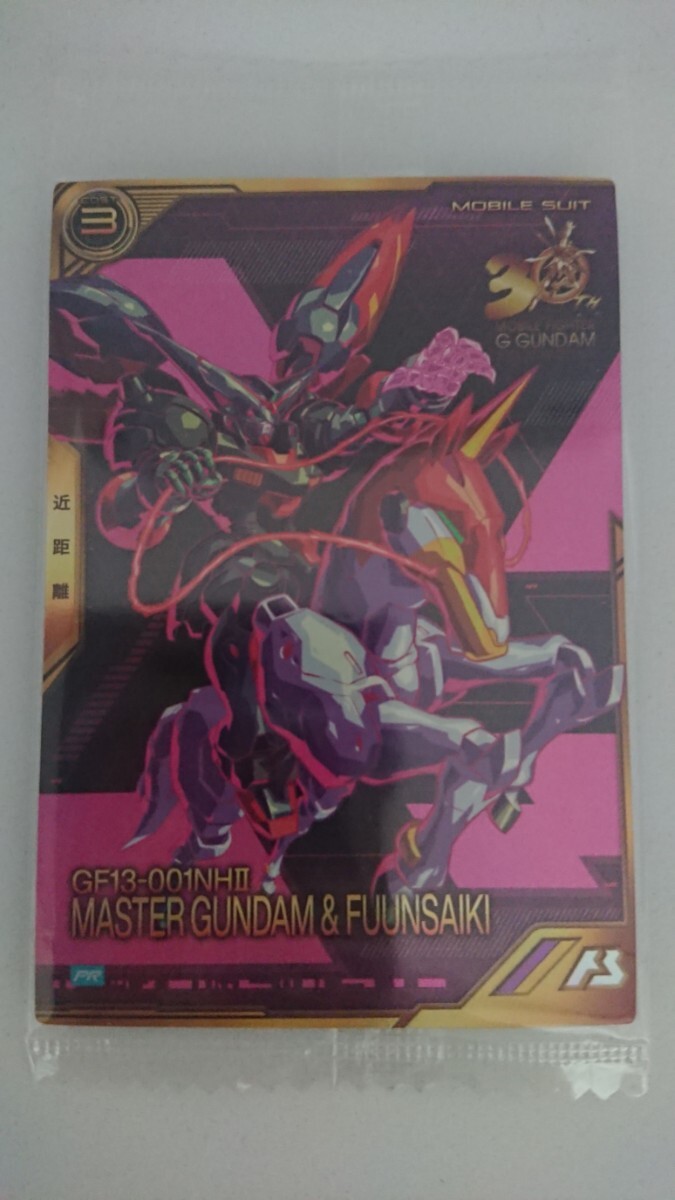 COST
3
MOBILE SUIT
30TH
MOBILE FIGHTER
G GUNDAM
近距離
GF13-001NHⅡ
MASTER GUNDAM & FUUNSAIKI
PR